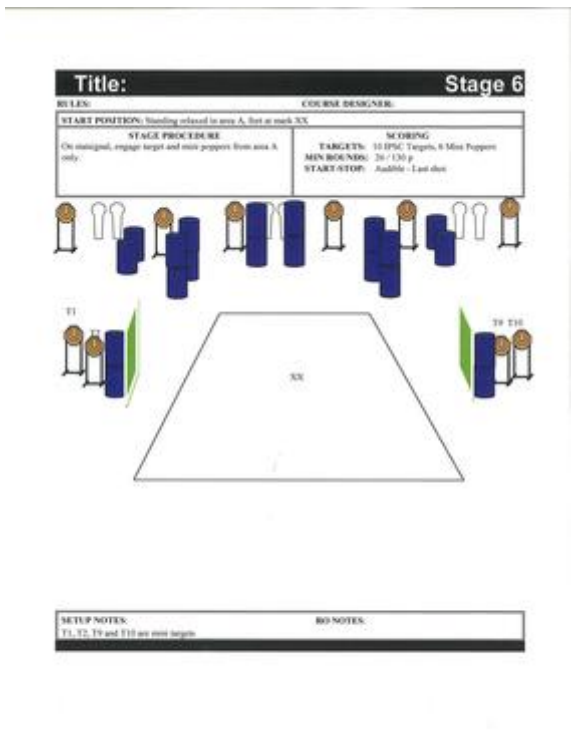 Title:
Stage 6
RULES:
COURSE DESIGNER:
START POSITION: Standing relaxed in area A, feet at mark XX
STAGE PROCEDURE
On startsignal, engage target and mini poppers from area A
only.
SCORING
TARGETS: 10 IPSC Targets, 6 Mini Poppers
MIN ROUNDS: 26 / 130 p
START-STOP: Audible - Last shot
T1
T9 T10
XX
SETUP NOTES:
T1, T2, T9 and T10 are mini targets
RO NOTES: